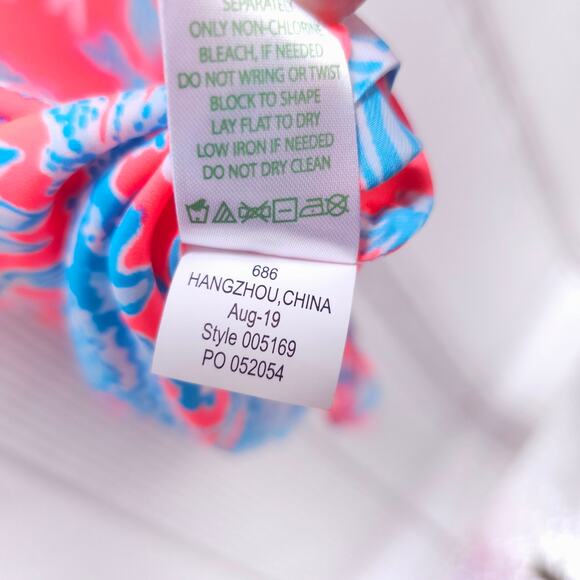 SEPARATELY
ONLY NON-CHLORINE
BLEACH, IF NEEDED
DO NOT WRING OR TWIST
BLOCK TO SHAPE
LAY FLAT TO DRY
LOW IRON IF NEEDED
DO NOT DRY CLEAN
686
HANGZHOU,CHINA
Aug-19
Style 005169
PO 052054